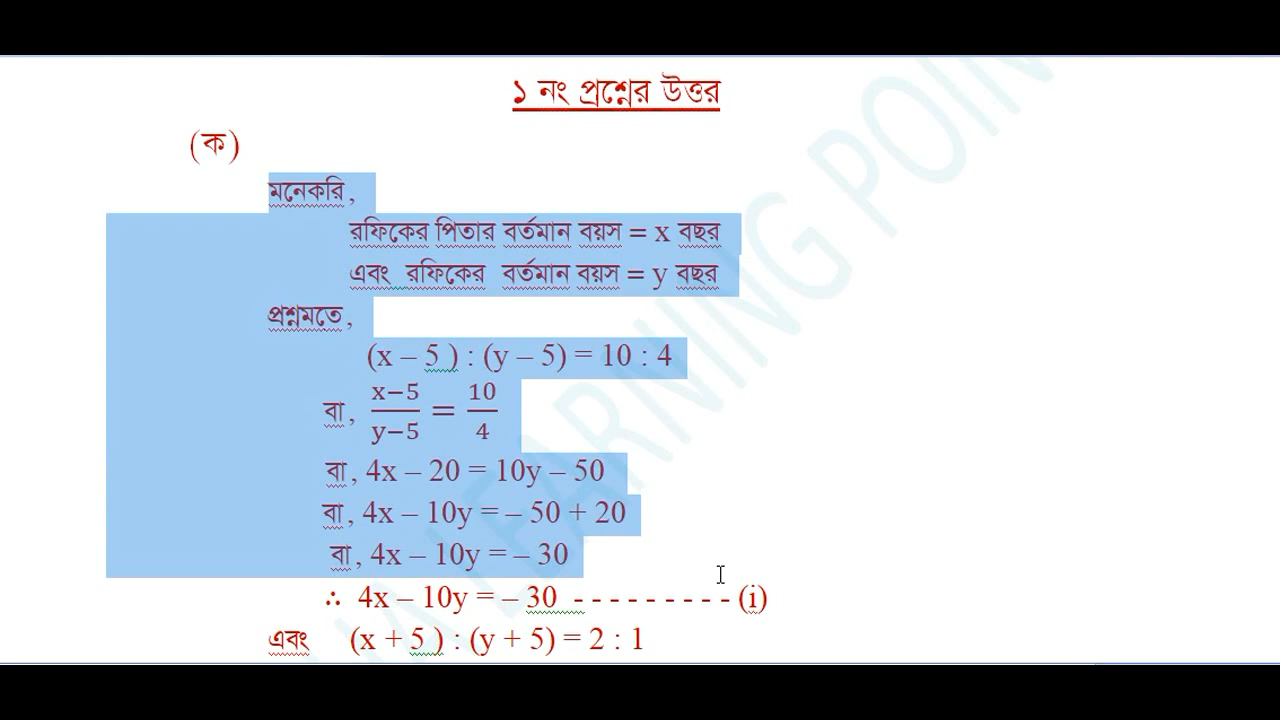 ১ নং প্রশ্নের উত্তর
(ক)
মনেকরি,
রফিকের পিতার বর্তমান বয়স = x বছর
এবং রফিকের বর্তমান বয়স = y বছর
প্রশ্নমতে,
(x – 5 ) : (y – 5) = 10 : 4
বা, x−5/y−5 = 10/4
বা, 4x – 20 = 10y – 50
বা, 4x – 10y = – 50 + 20
বা, 4x – 10y = – 30
∴ 4x – 10y = – 30 - - - - - - - - - (i)
এবং (x + 5 ) : (y + 5) = 2 : 1
LEARNING POIN